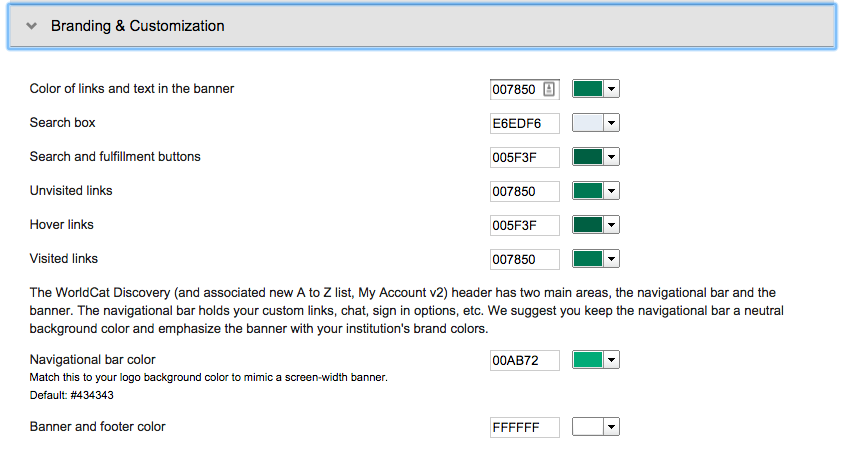 Branding & Customization
Color of links and text in the banner 007850
Search box E6EDF6
Search and fulfillment buttons 005F3F
Unvisited links 007850
Hover links 005F3F
Visited links 007850
The WorldCat Discovery (and associated new A to Z list, My Account v2) header has two main areas, the navigational bar and the
banner. The navigational bar holds your custom links, chat, sign in options, etc. We suggest you keep the navigational bar a neutral
background color and emphasize the banner with your institution's brand colors.
Navigational bar color 00AB72
Match this to your logo background color to mimic a screen-width banner.
Default: #434343
Banner and footer color FFFFFF